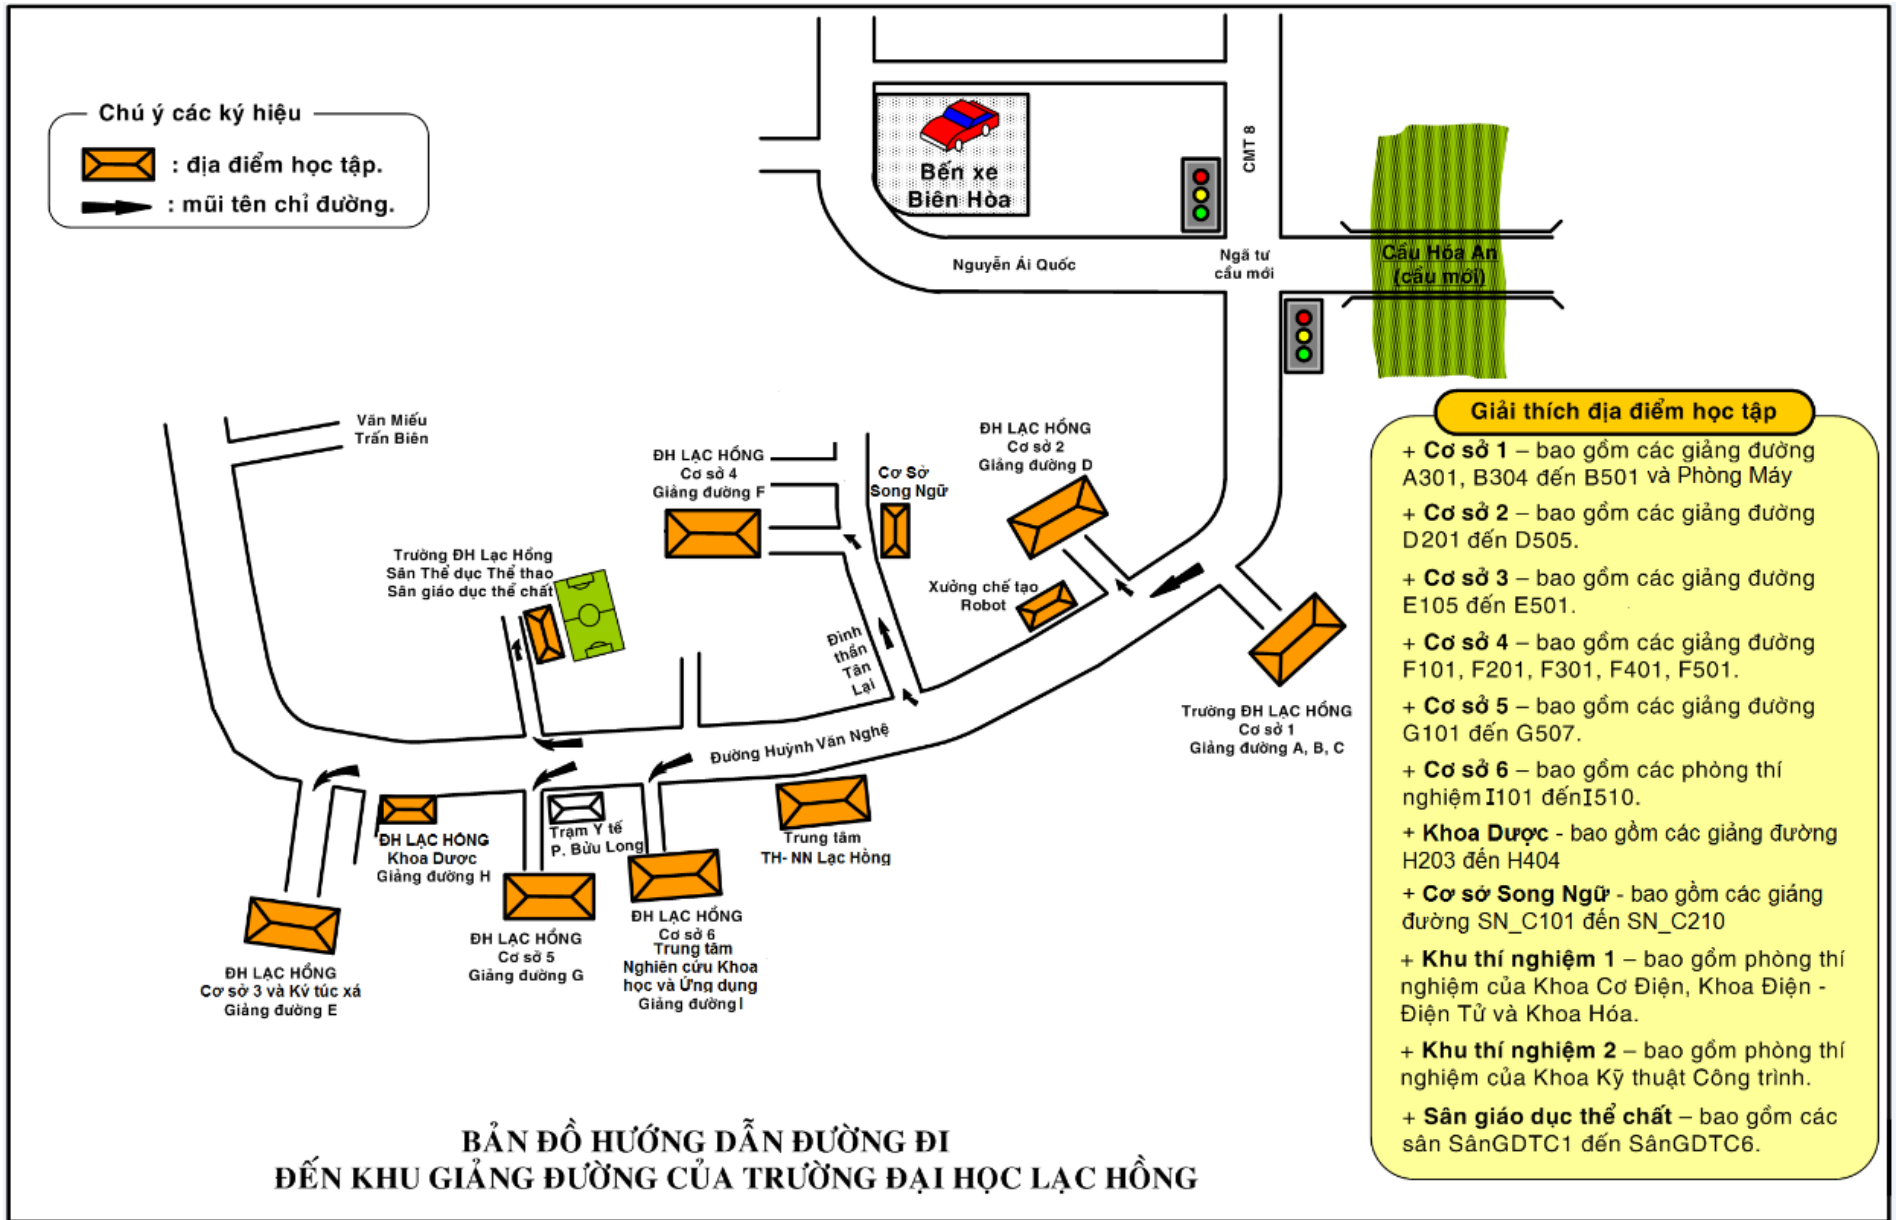 Chú ý các ký hiệu
: địa điểm học tập.
: mũi tên chỉ đường.
Bến xe
Biên Hòa
CMT 8
Nguyễn Ái Quốc
Ngã tư
cầu mới
Cầu Hóa An
(cầu mới)
Văn Miếu
Trấn Biên
ĐH LẠC HỒNG
Cơ sở 4
Giảng đường F
Cơ Sở
Song Ngữ
ĐH LẠC HỒNG
Cơ sở 2
Giảng đường D
Trường ĐH Lạc Hồng
Sân Thể dục Thể thao
Sân giáo dục thể chất
Xưởng chế tạo
Robot
Đình
thần
Tân
Lại
Đường Huỳnh Văn Nghệ
Trường ĐH LẠC HỒNG
Cơ sở 1
Giảng đường A, B, C
ĐH LẠC HỒNG
Khoa Dược
Giảng đường H
Trạm Y tế
P. Bửu Long
Trung tâm
TH- NN Lạc Hồng
ĐH LẠC HỒNG
Cơ sở 3 và Ký túc xá
Giảng đường E
ĐH LẠC HỒNG
Cơ sở 5
Giảng đường G
ĐH LẠC HỒNG
Cơ sở 6
Trung tâm
Nghiên cứu Khoa
học và Ứng dụng
Giảng đường I
Giải thích địa điểm học tập
+ Cơ sở 1 – bao gồm các giảng đường
A301, B304 đến B501 và Phòng Máy
+ Cơ sở 2 – bao gồm các giảng đường
D201 đến D505.
+ Cơ sở 3 – bao gồm các giảng đường
E105 đến E501.
+ Cơ sở 4 – bao gồm các giảng đường
F101, F201, F301, F401, F501.
+ Cơ sở 5 – bao gồm các giảng đường
G101 đến G507.
+ Cơ sở 6 – bao gồm các phòng thí
nghiệm I101 đến I510.
+ Khoa Dược - bao gồm các giảng đường
H203 đến H404
+ Cơ sở Song Ngữ - bao gồm các giảng
đường SN_C101 đến SN_C210
+ Khu thí nghiệm 1 – bao gồm phòng thí
nghiệm của Khoa Cơ Điện, Khoa Điện -
Điện Tử và Khoa Hóa.
+ Khu thí nghiệm 2 – bao gồm phòng thí
nghiệm của Khoa Kỹ thuật Công trình.
+ Sân giáo dục thể chất – bao gồm các
sân SânGDTC1 đến SânGDTC6.
BẢN ĐỒ HƯỚNG DẪN ĐƯỜNG ĐI
ĐẾN KHU GIẢNG ĐƯỜNG CỦA TRƯỜNG ĐẠI HỌC LẠC HỒNG